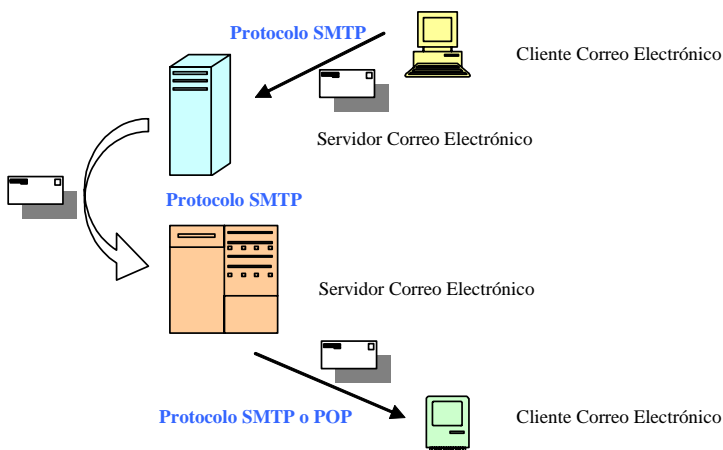 Protocolo SMTP
Cliente Correo Electrónico
Servidor Correo Electrónico
Protocolo SMTP
Servidor Correo Electrónico
Protocolo SMTP o POP
Cliente Correo Electrónico